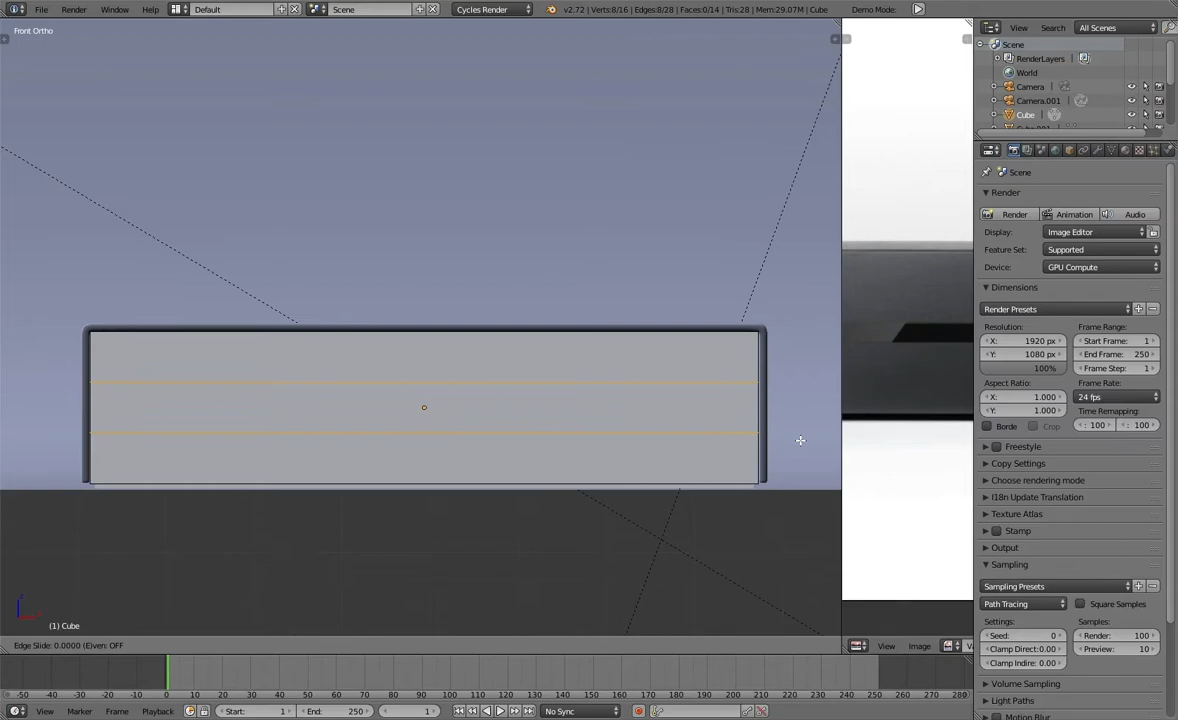 File Render Window Help Default Scene Cycles Render v2.72 | Verts:8/16 | Edges:8/28 | Faces:0/14 | Tris:28 | Mem:29.07M | Cube Demo Mode:
Front Ortho
View Search All Scenes
Scene
RenderLayers
World
Camera
Camera.001
Cube
Scene
Render
Render Animation Audio
Display: Image Editor
Feature Set: Supported
Device: GPU Compute
Dimensions
Render Presets
Resolution: Frame Range:
X: 1920 px Start Frame: 1
Y: 1080 px End Frame: 250
100% Frame Step: 1
Aspect Ratio: Frame Rate:
X: 1.000 24 fps
Y: 1.000 Time Remapping:
Borde Crop : 100 : 100
Freestyle
Copy Settings
Choose rendering mode
I18n Update Translation
Texture Atlas
Stamp
Output
Sampling
Sampling Presets
Path Tracing Square Samples
Settings: Samples:
Seed: 0 Render: 100
Clamp Direct:0.00 Preview: 10
Clamp Indire: 0.00
Volume Sampling
Light Paths
Motion Blur
z
(1) Cube
Edge Slide: 0.0000 (E)ven: OFF
View Image
-50 -40 -30 -20 -10 0 10 20 30 40 50 60 70 80 90 100 110 120 130 140 150 160 170 180 190 200 210 220 230 240 250 260 270 280
View Marker Frame Playback Start: 1 End: 250 1 No Sync